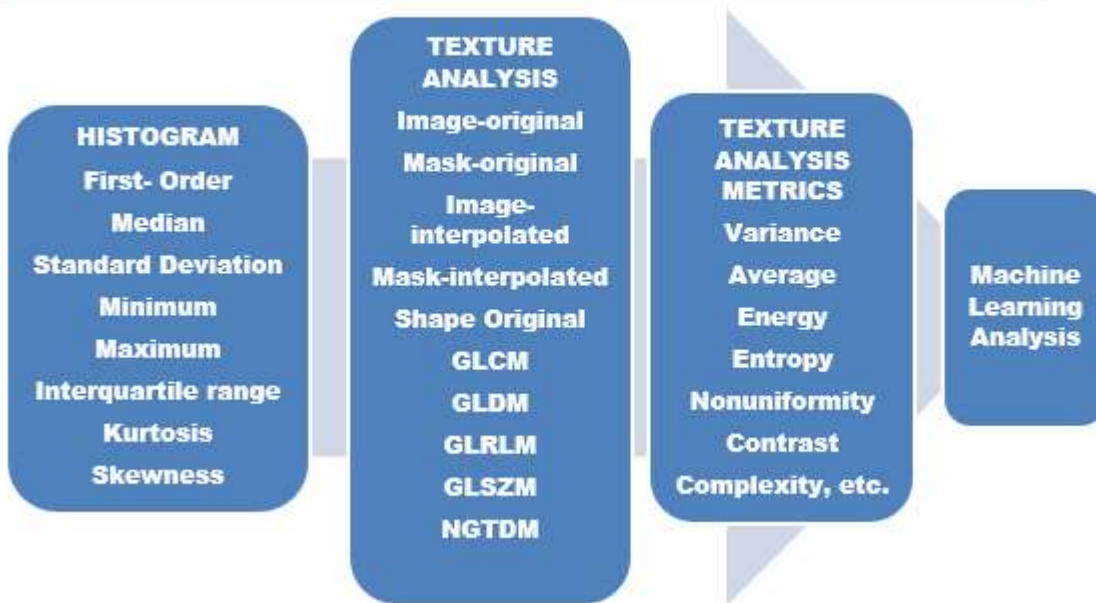 HISTOGRAM
First- Order
Median
Standard Deviation
Minimum
Maximum
Interquartile range
Kurtosis
Skewness
TEXTURE
ANALYSIS
Image-original
Mask-original
Image-
interpolated
Mask-interpolated
Shape Original
GLCM
GLDM
GLRLM
GLSZM
NGTDM
TEXTURE
ANALYSIS
METRICS
Variance
Average
Energy
Entropy
Nonuniformity
Contrast
Complexity, etc.
Machine
Learning
Analysis